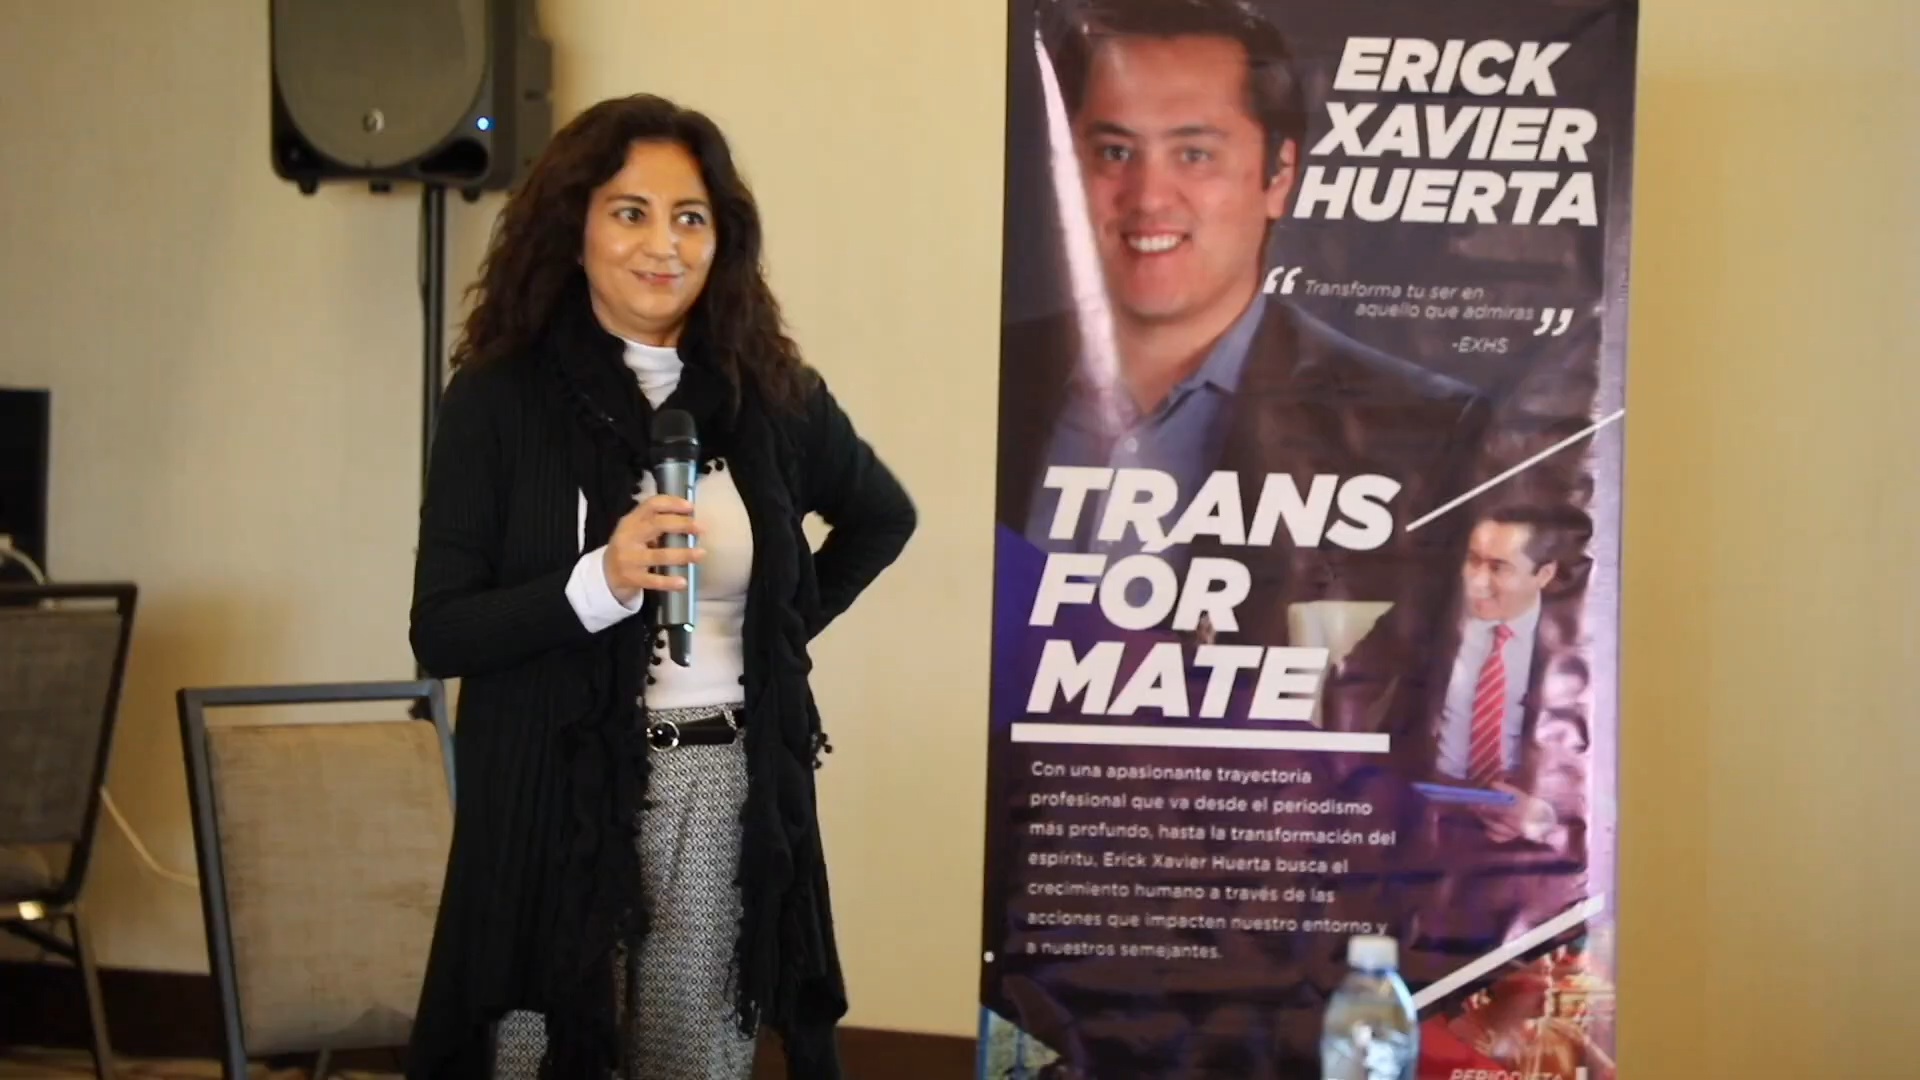 ERICK
XAVIER
HUERTA
“Transforma tu ser en
aquello que admiras”
-EXHS
TRANS
FÓR
MATE
Con una apasionante trayectoria
profesional que va desde el periodismo
más profundo, hasta la transformación del
espíritu, Erick Xavier Huerta busca el
crecimiento humano a través de las
acciones que impacten nuestro entorno y
a nuestros semejantes.
PERIODISTA